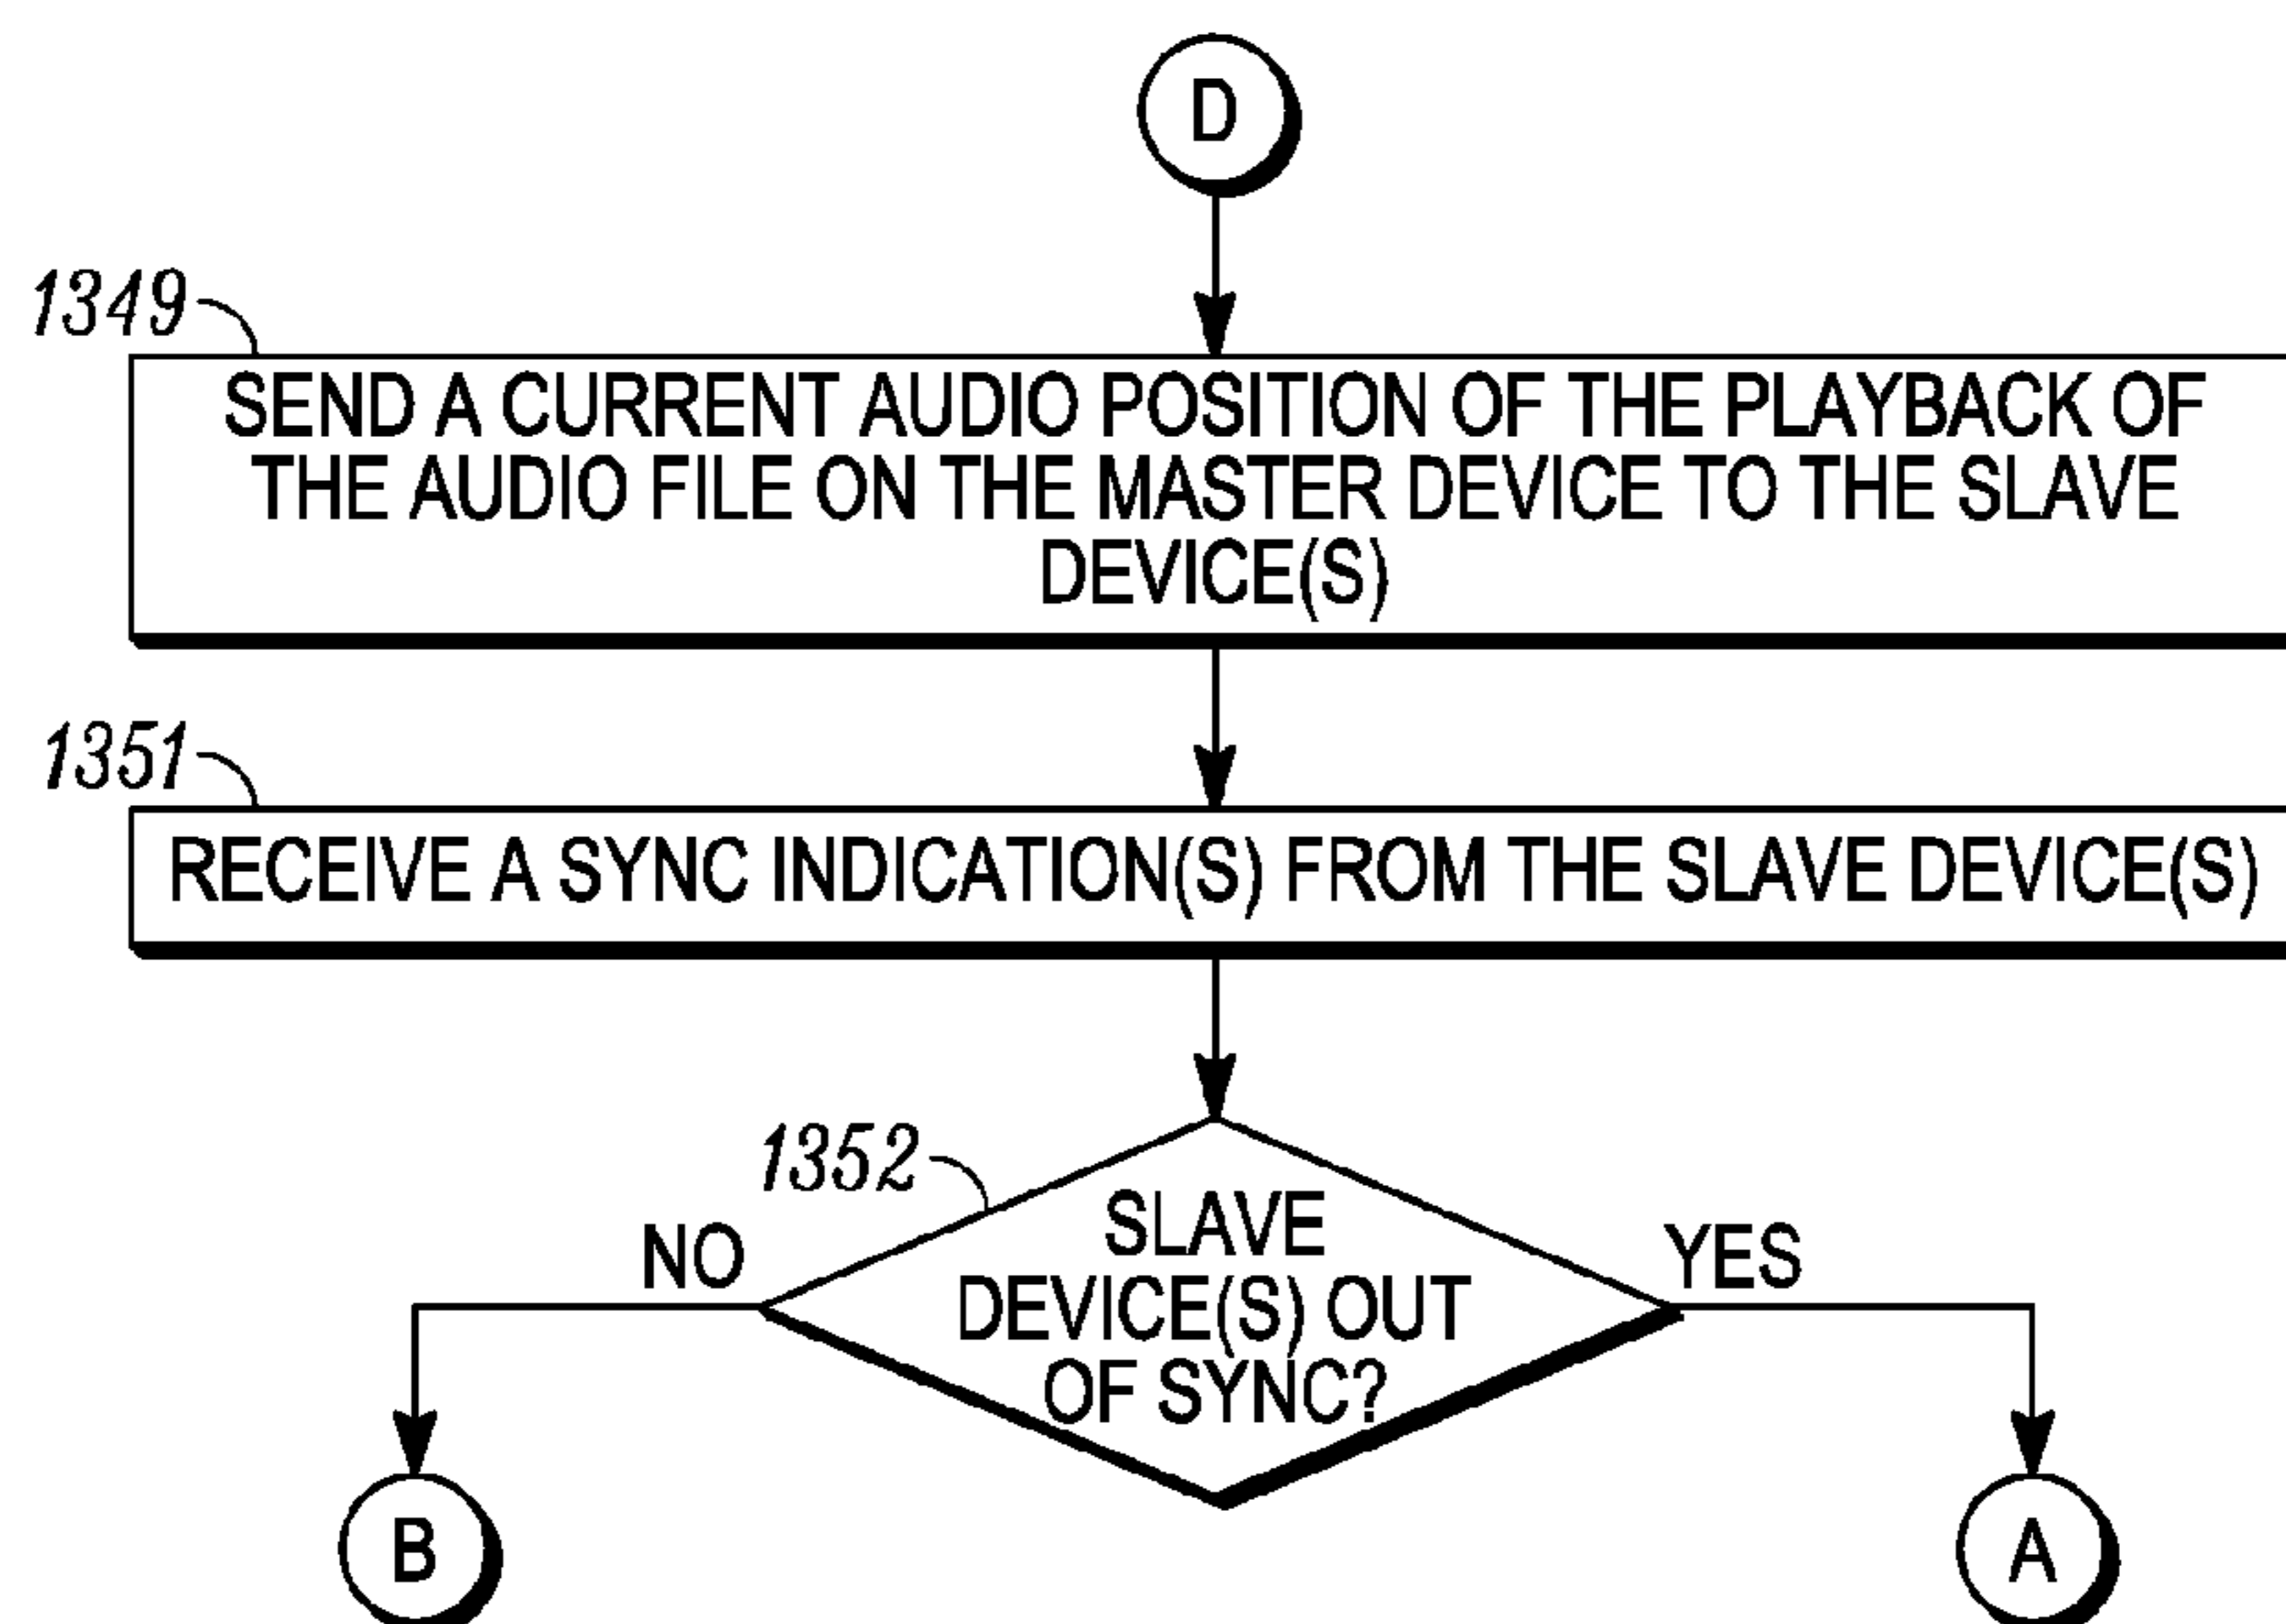 D
1349
SEND A CURRENT AUDIO POSITION OF THE PLAYBACK OF
THE AUDIO FILE ON THE MASTER DEVICE TO THE SLAVE
DEVICE(S)
1351
RECEIVE A SYNC INDICATION(S) FROM THE SLAVE DEVICE(S)
1352
SLAVE
DEVICE(S) OUT
OF SYNC?
NO
YES
B
A